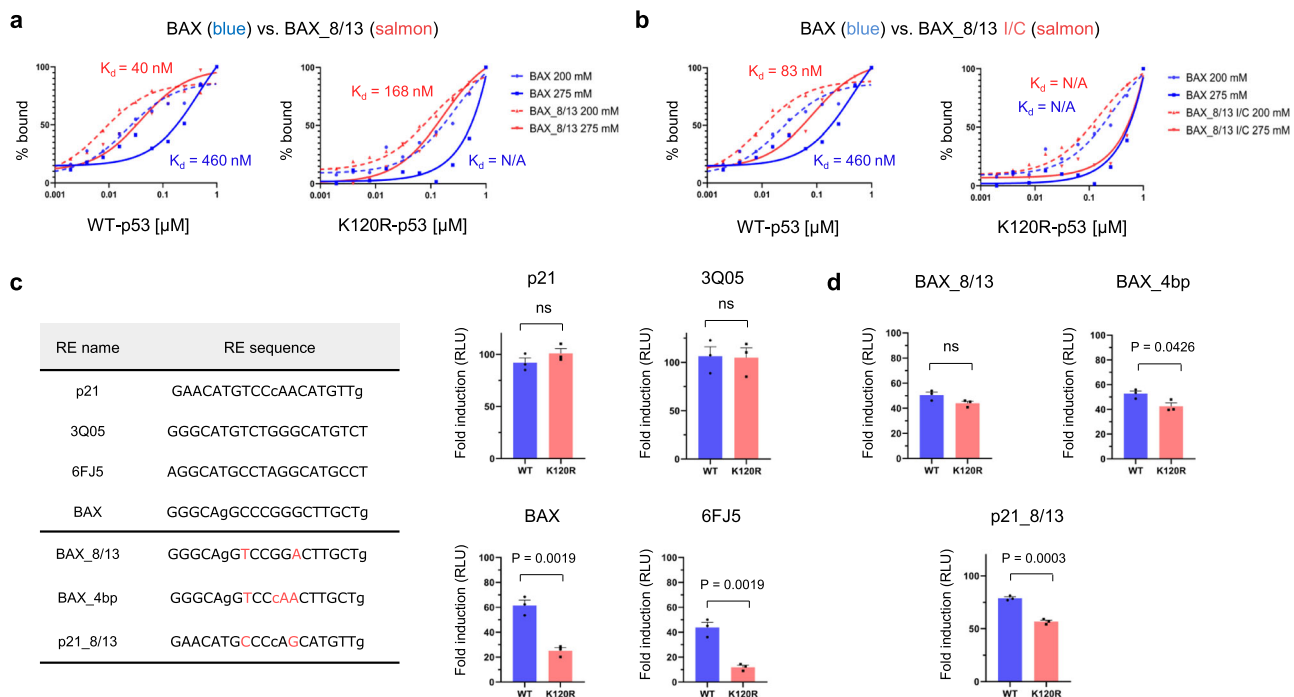 a
BAX (blue) vs. BAX_8/13 (salmon)
% bound
100
50
0
0.001
0.01
0.1
1
Kd = 40 nM
Kd = 460 nM
WT-p53 [µM]
% bound
100
50
0
0.001
0.01
0.1
1
Kd = 168 nM
Kd = N/A
K120R-p53 [µM]
BAX 200 mM
BAX 275 mM
BAX_8/13 200 mM
BAX_8/13 275 mM
b
BAX (blue) vs. BAX_8/13 I/C (salmon)
% bound
100
50
0
0.001
0.01
0.1
1
Kd = 83 nM
Kd = 460 nM
WT-p53 [µM]
% bound
100
50
0
0.001
0.01
0.1
1
Kd = N/A
Kd = N/A
K120R-p53 [µM]
BAX 200 mM
BAX 275 mM
BAX_8/13 I/C 200 mM
BAX_8/13 I/C 275 mM
c
RE name RE sequence
p21 GAACATGTCCcAACATGTTg
3Q05 GGGCATGTCTGGGCATGTCT
6FJ5 AGGCATGCCTAGGCATGCCT
BAX GGGCAgGCCCGGGCTTGCTg
BAX_8/13 GGGCAgGTCCGGACTTGCTg
BAX_4bp GGGCAgGTCCcAACTTGCTg
p21_8/13 GAACATGCCCcAGCATGTTg
p21
ns
Fold induction (RLU)
100
50
0
WT K120R
3Q05
ns
Fold induction (RLU)
100
50
0
WT K120R
BAX
P = 0.0019
Fold induction (RLU)
100
80
60
40
20
0
WT K120R
6FJ5
P = 0.0019
Fold induction (RLU)
100
80
60
40
20
0
WT K120R
d
BAX_8/13
ns
Fold induction (RLU)
100
80
60
40
20
0
WT K120R
BAX_4bp
P = 0.0426
Fold induction (RLU)
100
80
60
40
20
0
WT K120R
p21_8/13
P = 0.0003
Fold induction (RLU)
100
50
0
WT K120R